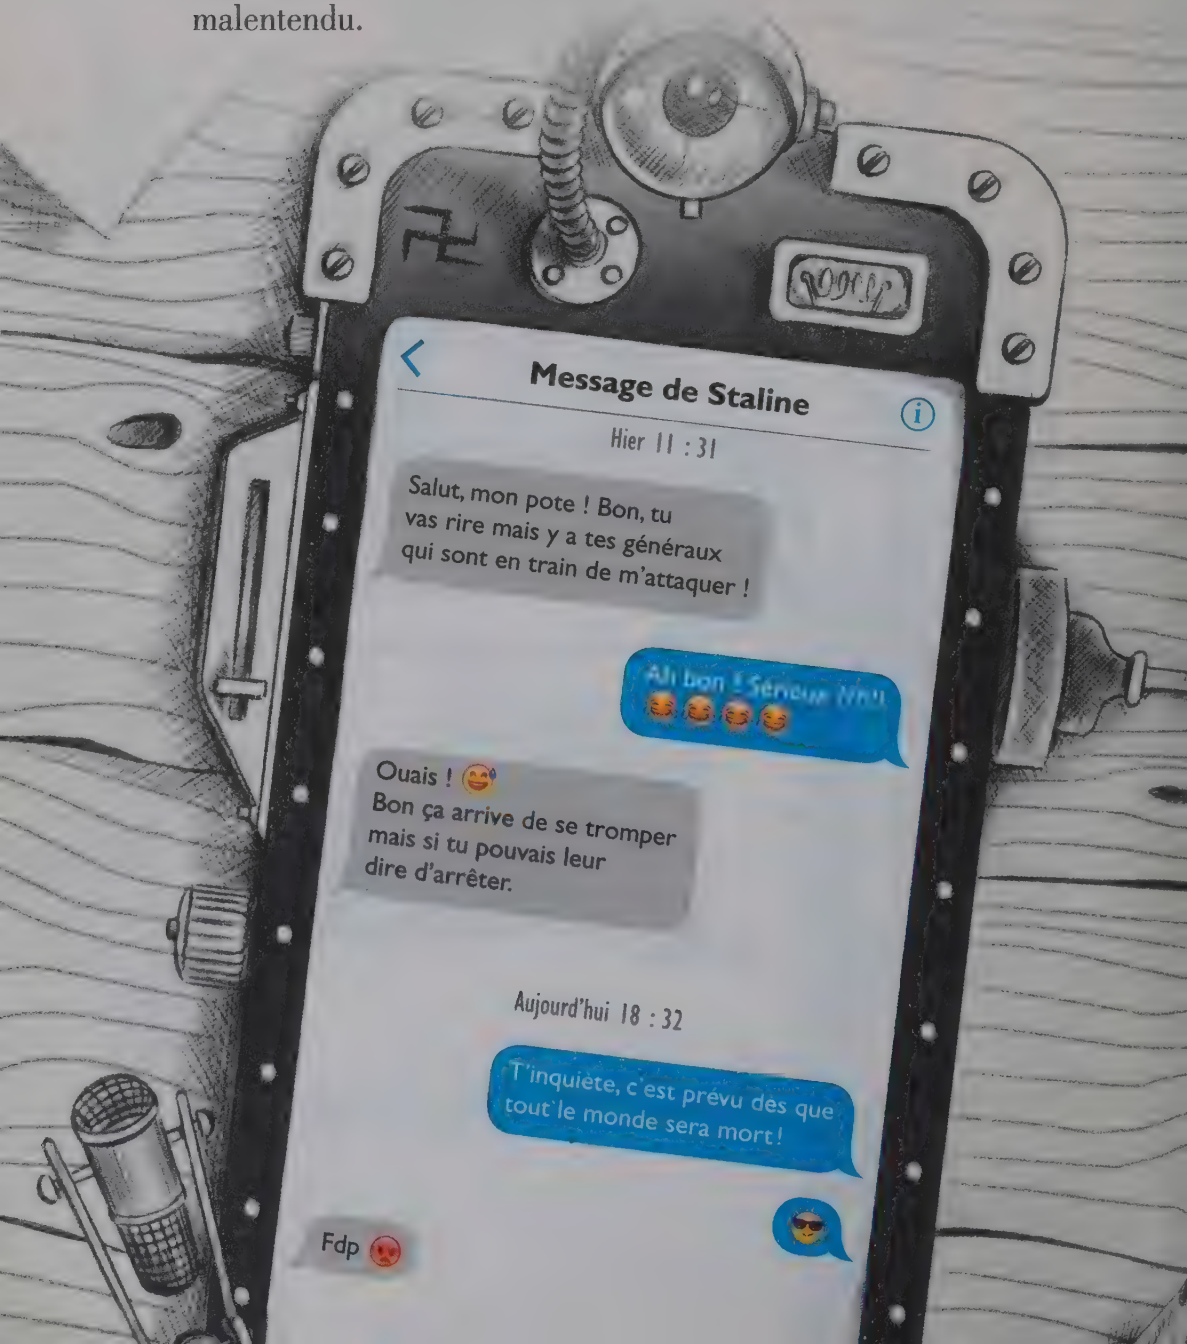 malentendu.
Message de Staline
Hier 11 : 31
Salut, mon pote ! Bon, tu
vas rire mais y a tes généraux
qui sont en train de m'attaquer !
Ah bon ! Sérieux
Ouais !
Bon ça arrive de se tromper
mais si tu pouvais leur
dire d'arrêter.
Aujourd'hui 18 : 32
T'inquiète, c'est prévu dès que
tout le monde sera mort!
Fdp